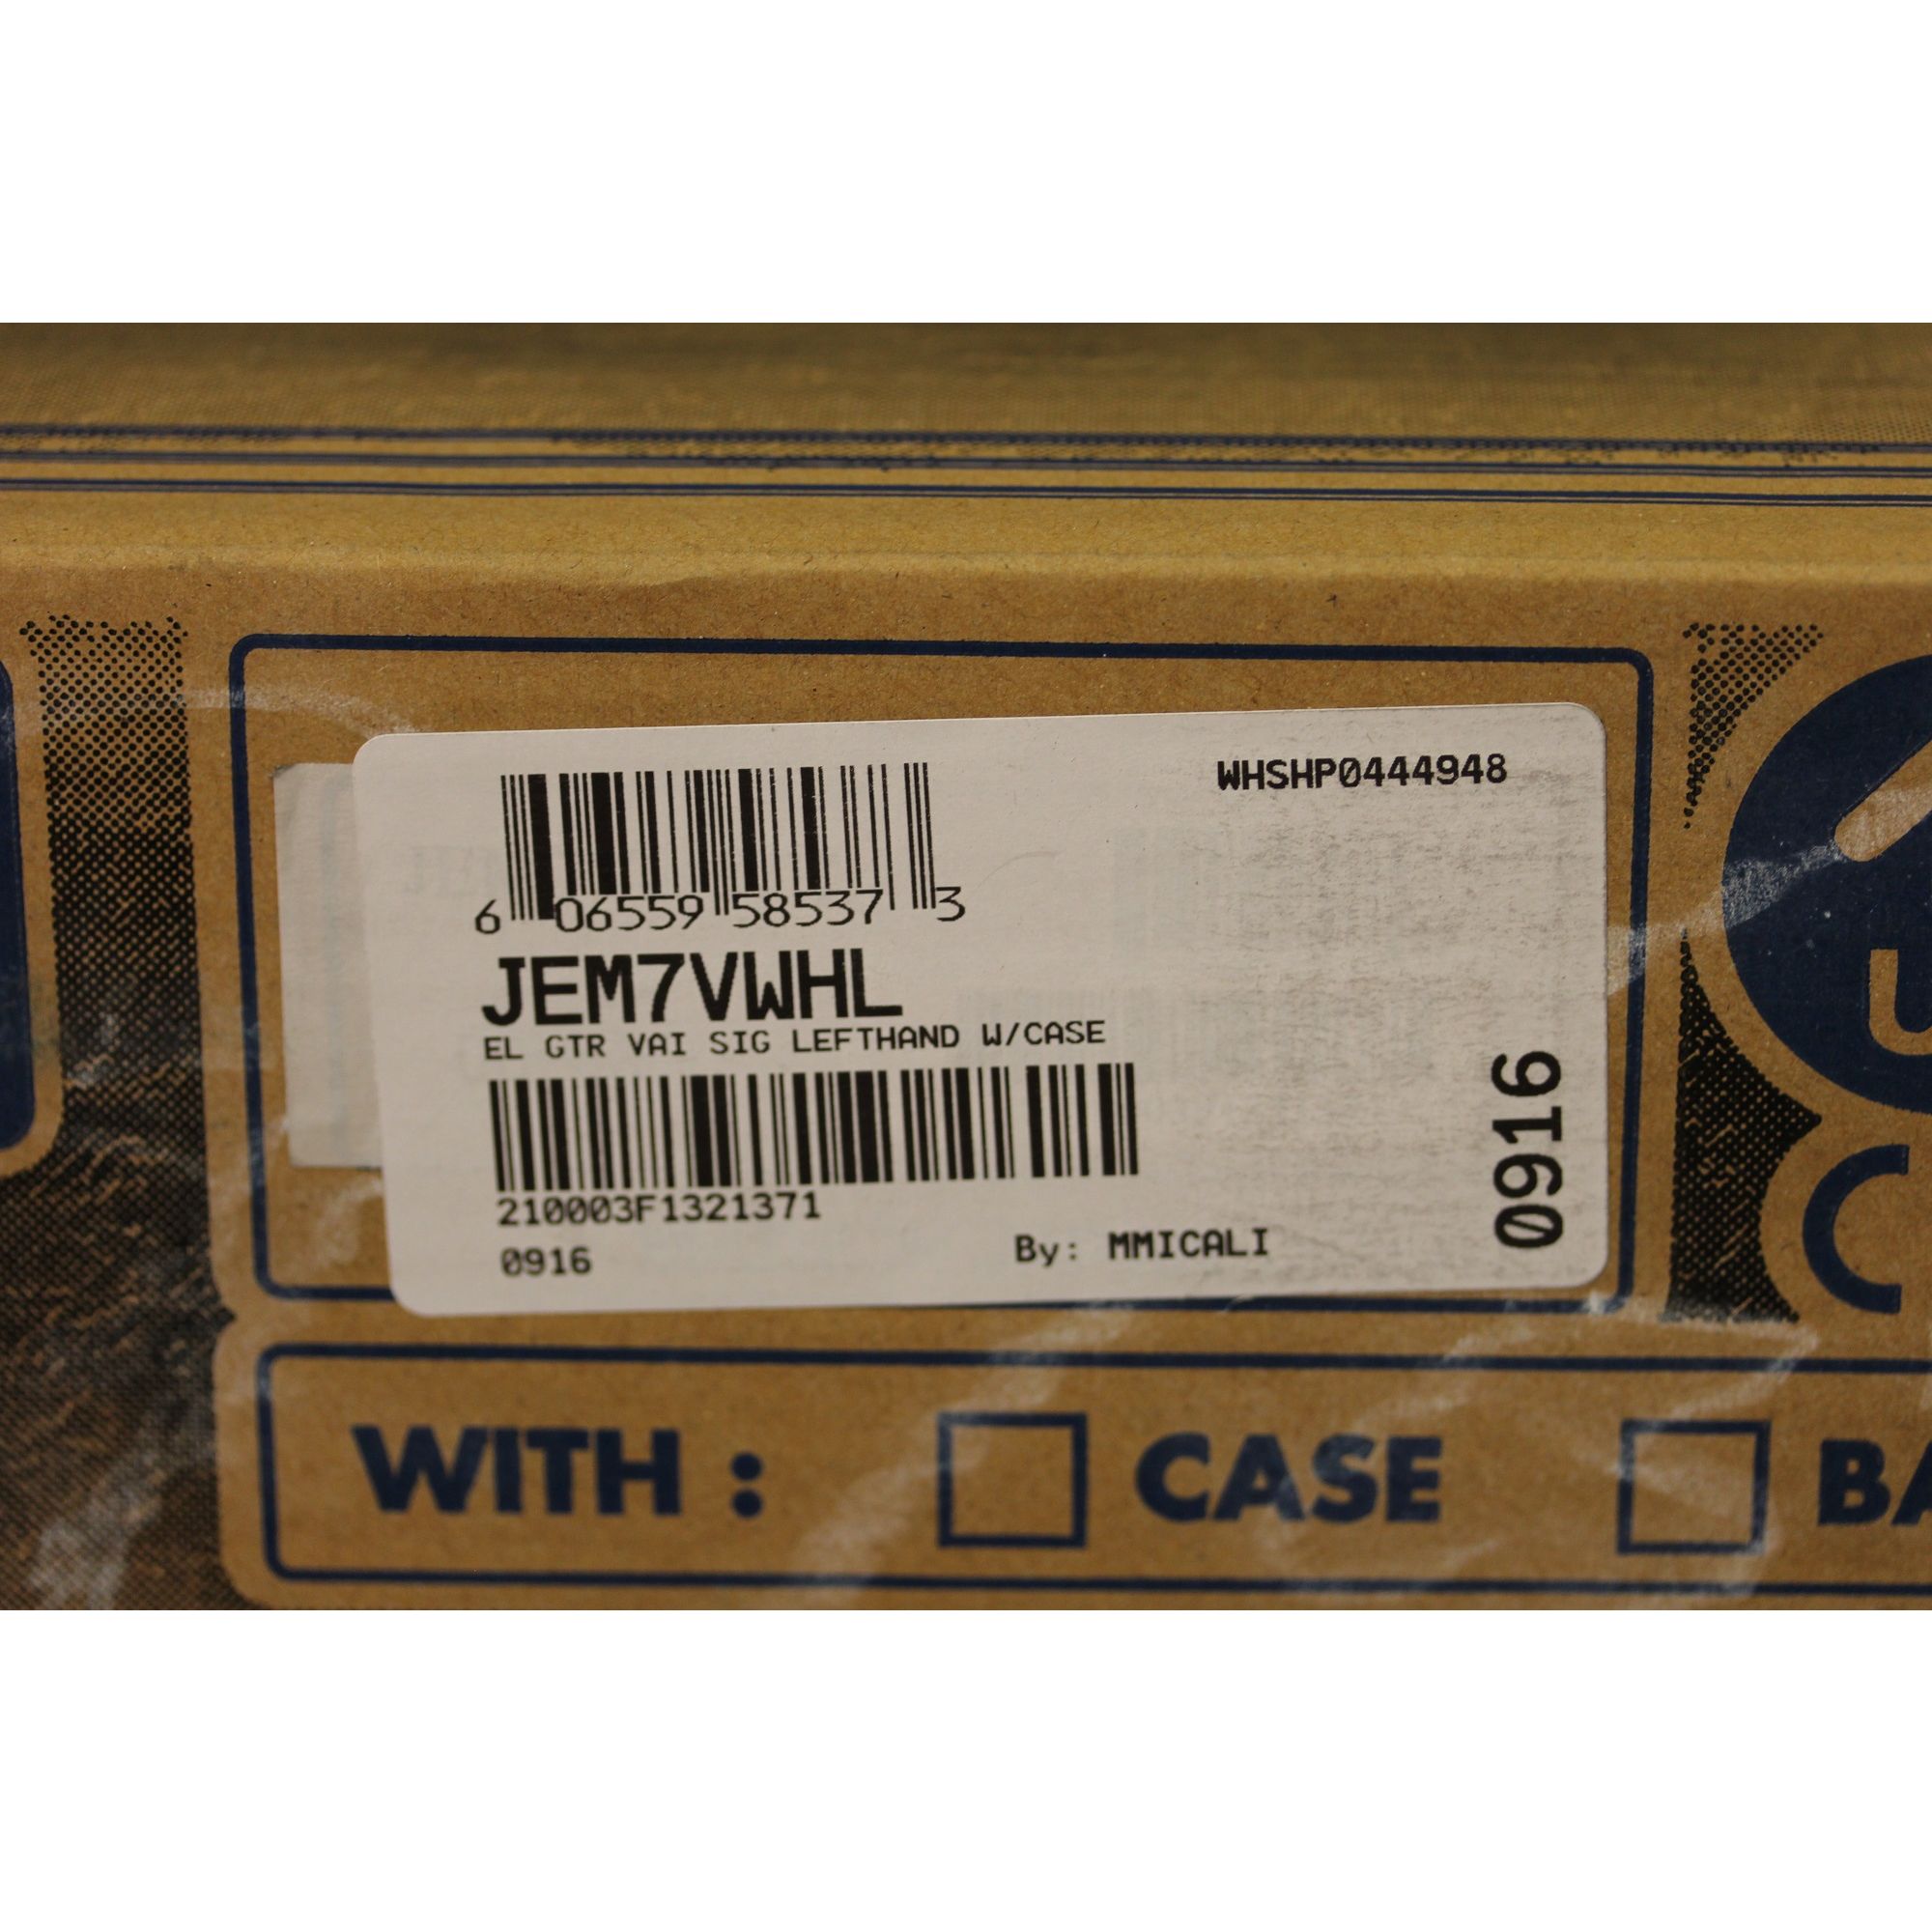 WHSHP0444948
6 06559 58537 3
JEM7VWHL
EL GTR VAI SIG LEFTHAND W/CASE
210003F1321371
0916
By: MMICALI
0916
WITH : CASE